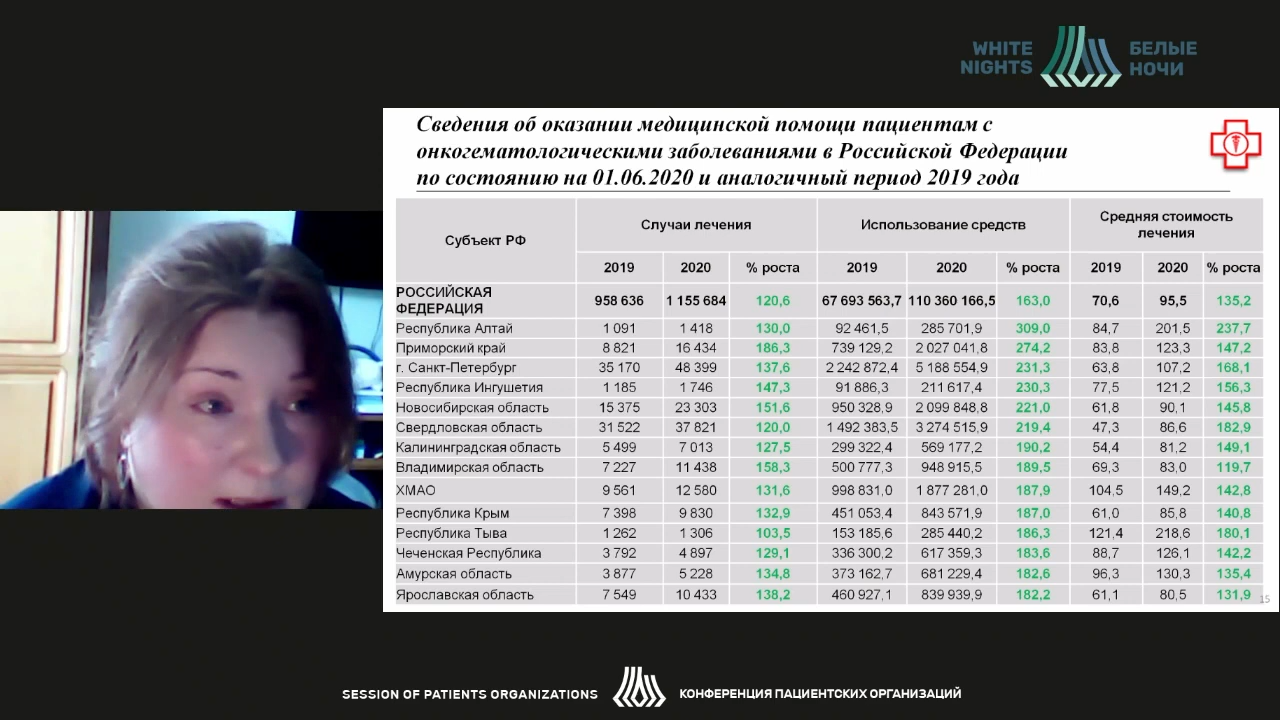 WHITE
NIGHTS
БЕЛЫЕ
НОЧИ
Сведения об оказании медицинской помощи пациентам с
онкогематологическими заболеваниями в Российской Федерации
по состоянию на 01.06.2020 и аналогичный период 2019 года
Субъект РФ
Случаи лечения
Использование средств
Средняя стоимость
лечения
2019 2020 % роста 2019 2020 % роста 2019 2020 % роста
РОССИЙСКАЯ
ФЕДЕРАЦИЯ 958 636 1 155 684 120,6 67 693 563,7 110 360 166,5 163,0 70,6 95,5 135,2
Республика Алтай 1 091 1 418 130,0 92 461,5 285 701,9 309,0 84,7 201,5 237,7
Приморский край 8 821 16 434 186,3 739 129,2 2 027 041,8 274,2 83,8 123,3 147,2
г. Санкт-Петербург 35 170 48 399 137,6 2 242 872,4 5 188 554,9 231,3 63,8 107,2 168,1
Республика Ингушетия 1 185 1 746 147,3 91 886,3 211 617,4 230,3 77,5 121,2 156,3
Новосибирская область 15 375 23 303 151,6 950 328,9 2 099 848,8 221,0 61,8 90,1 145,8
Свердловская область 31 522 37 821 120,0 1 492 383,5 3 274 515,9 219,4 47,3 86,6 182,9
Калининградская область 5 499 7 013 127,5 299 322,4 569 177,2 190,2 54,4 81,2 149,1
Владимирская область 7 227 11 438 158,3 500 777,3 948 915,5 189,5 69,3 83,0 119,7
ХМАО 9 561 12 580 131,6 998 831,0 1 877 281,0 187,9 104,5 149,2 142,8
Республика Крым 7 398 9 830 132,9 451 053,4 843 571,9 187,0 61,0 85,8 140,8
Республика Тыва 1 262 1 306 103,5 153 185,6 285 440,2 186,3 121,4 218,6 180,1
Чеченская Республика 3 792 4 897 129,1 336 300,2 617 359,3 183,6 88,7 126,1 142,2
Амурская область 3 877 5 228 134,8 373 162,7 681 229,4 182,6 96,3 130,3 135,4
Ярославская область 7 549 10 433 138,2 460 927,1 839 939,9 182,2 61,1 80,5 131,9
15
SESSION OF PATIENTS ORGANIZATIONS
КОНФЕРЕНЦИЯ ПАЦИЕНТСКИХ ОРГАНИЗАЦИЙ